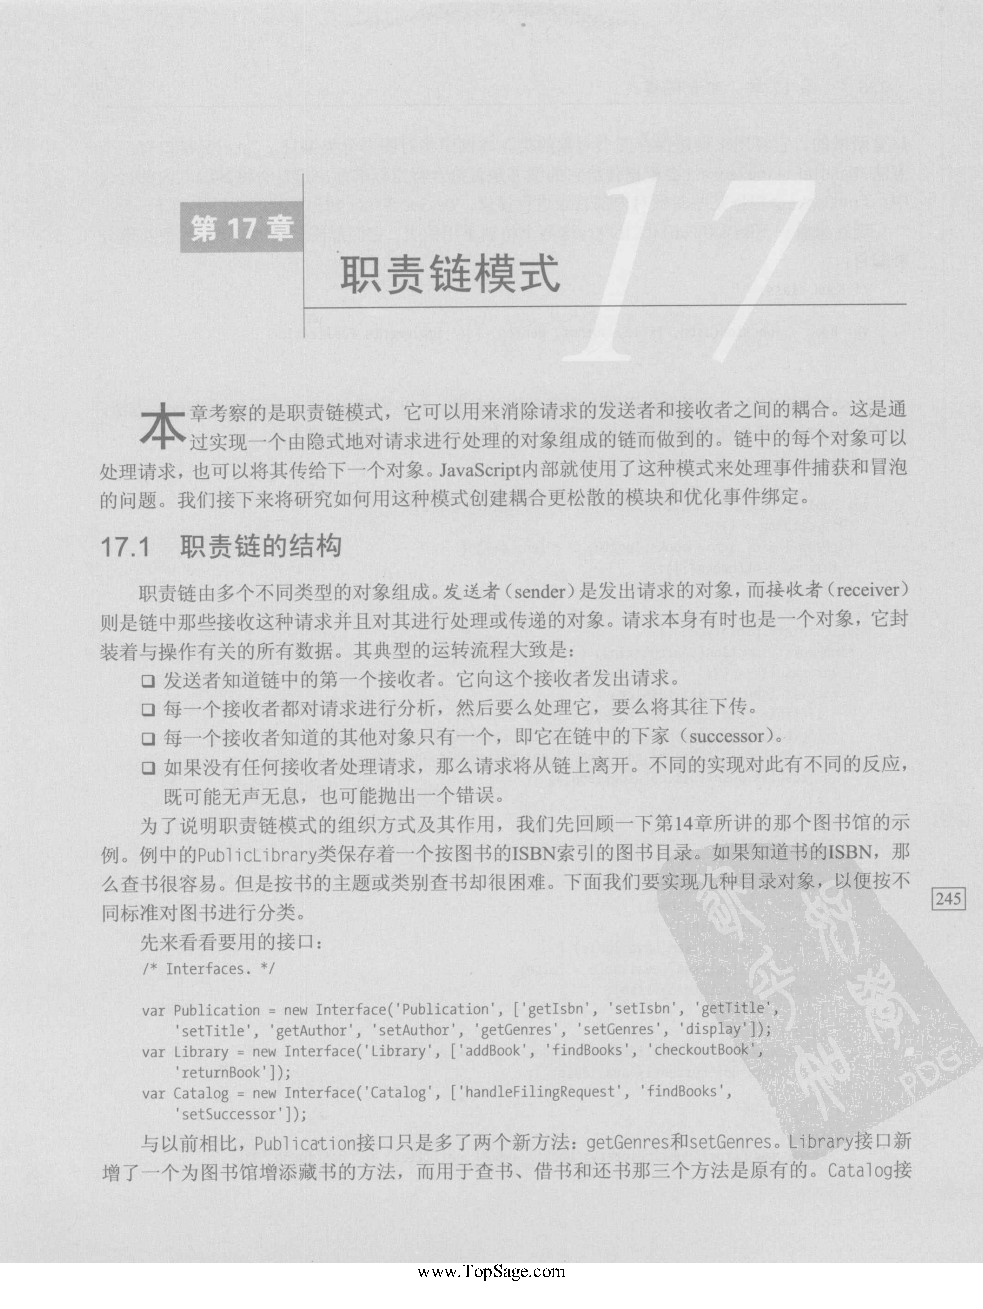 第 17 章
17
职责链模式
本章考察的是职责链模式，它可以用来消除请求的发送者和接收者之间的耦合。这是通
过实现一个由隐式地对请求进行处理的对象组成的链而做到的。链中的每个对象可以
处理请求，也可以将其传给下一个对象。JavaScript内部就使用了这种模式来处理事件捕获和冒泡
的问题。我们接下来将研究如何用这种模式创建耦合更松散的模块和优化事件绑定。
17.1 职责链的结构
职责链由多个不同类型的对象组成。发送者（sender）是发出请求的对象，而接收者（receiver）
则是链中那些接收这种请求并且对其进行处理或传递的对象。请求本身有时也是一个对象，它封
装着与操作有关的所有数据。其典型的运转流程大致是：
❑ 发送者知道链中的第一个接收者。它向这个接收者发出请求。
❑ 每一个接收者都对请求进行分析，然后要么处理它，要么将其往下传。
❑ 每一个接收者知道的其他对象只有一个，即它在链中的下家（successor）。
❑ 如果没有任何接收者处理请求，那么请求将从链上离开。不同的实现对此有不同的反应，
既可能无声无息，也可能抛出一个错误。
为了说明职责链模式的组织方式及其作用，我们先回顾一下第14章所讲的那个图书馆的示
例。例中的PublicLibrary类保存着一个按图书的ISBN索引的图书目录。如果知道书的ISBN，那
么查书很容易。但是按书的主题或类别查书却很困难。下面我们要实现几种目录对象，以便按不
同标准对图书进行分类。
245
先来看看要用的接口：
/* Interfaces. */
var Publication = new Interface('Publication', ['getIsbn', 'setIsbn', 'getTitle',
'setTitle', 'getAuthor', 'setAuthor', 'getGenres', 'setGenres', 'display']);
var Library = new Interface('Library', ['addBook', 'findBooks', 'checkoutBook',
'returnBook']);
var Catalog = new Interface('Catalog', ['handleFilingRequest', 'findBooks',
'setSuccessor']);
PDG
与以前相比，Publication接口只是多了两个新方法：getGenres和setGenres。Library接口新
增了一个为图书馆增添藏书的方法，而用于查书、借书和还书那三个方法是原有的。Catalog接
www.TopSage.com